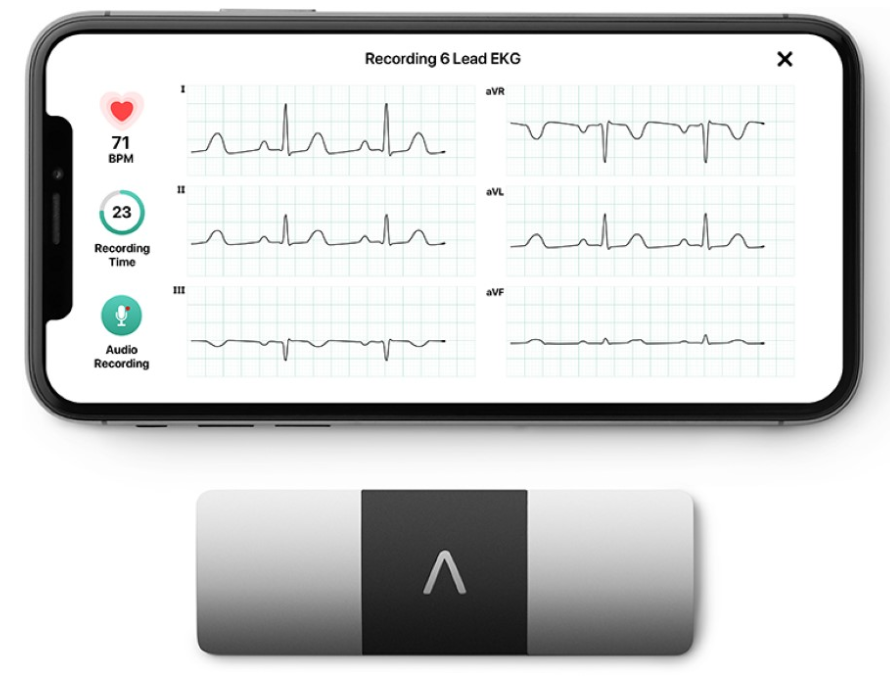 Recording 6 Lead EKG
X
71
BPM
23
Recording
Time
Audio
Recording
I
II
III
aVR
aVL
aVF